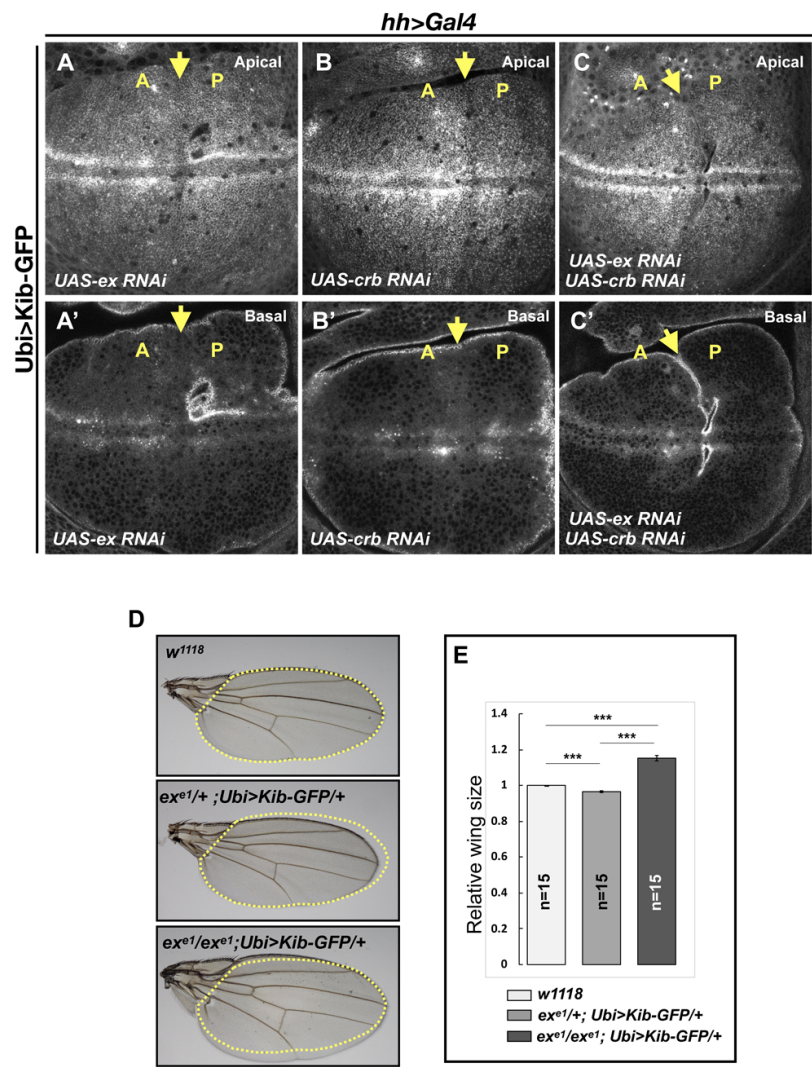 hh>Gal4
Ubi>Kib-GFP
A
Apical
A P
UAS-ex RNAi
B
Apical
A P
UAS-crb RNAi
C
Apical
A P
UAS-ex RNAi
UAS-crb RNAi
A'
Basal
A P
UAS-ex RNAi
B'
Basal
A P
UAS-crb RNAi
C'
Basal
A P
UAS-ex RNAi
UAS-crb RNAi
D
w1118
exe1/+ ;Ubi>Kib-GFP/+
exe1/exe1;Ubi>Kib-GFP/+
E
Relative wing size
1.4
1.2
1
0.8
0.6
0.4
0.2
0
***
***
***
n=15
n=15
n=15
w1118
exe1/+; Ubi>Kib-GFP/+
exe1/exe1; Ubi>Kib-GFP/+